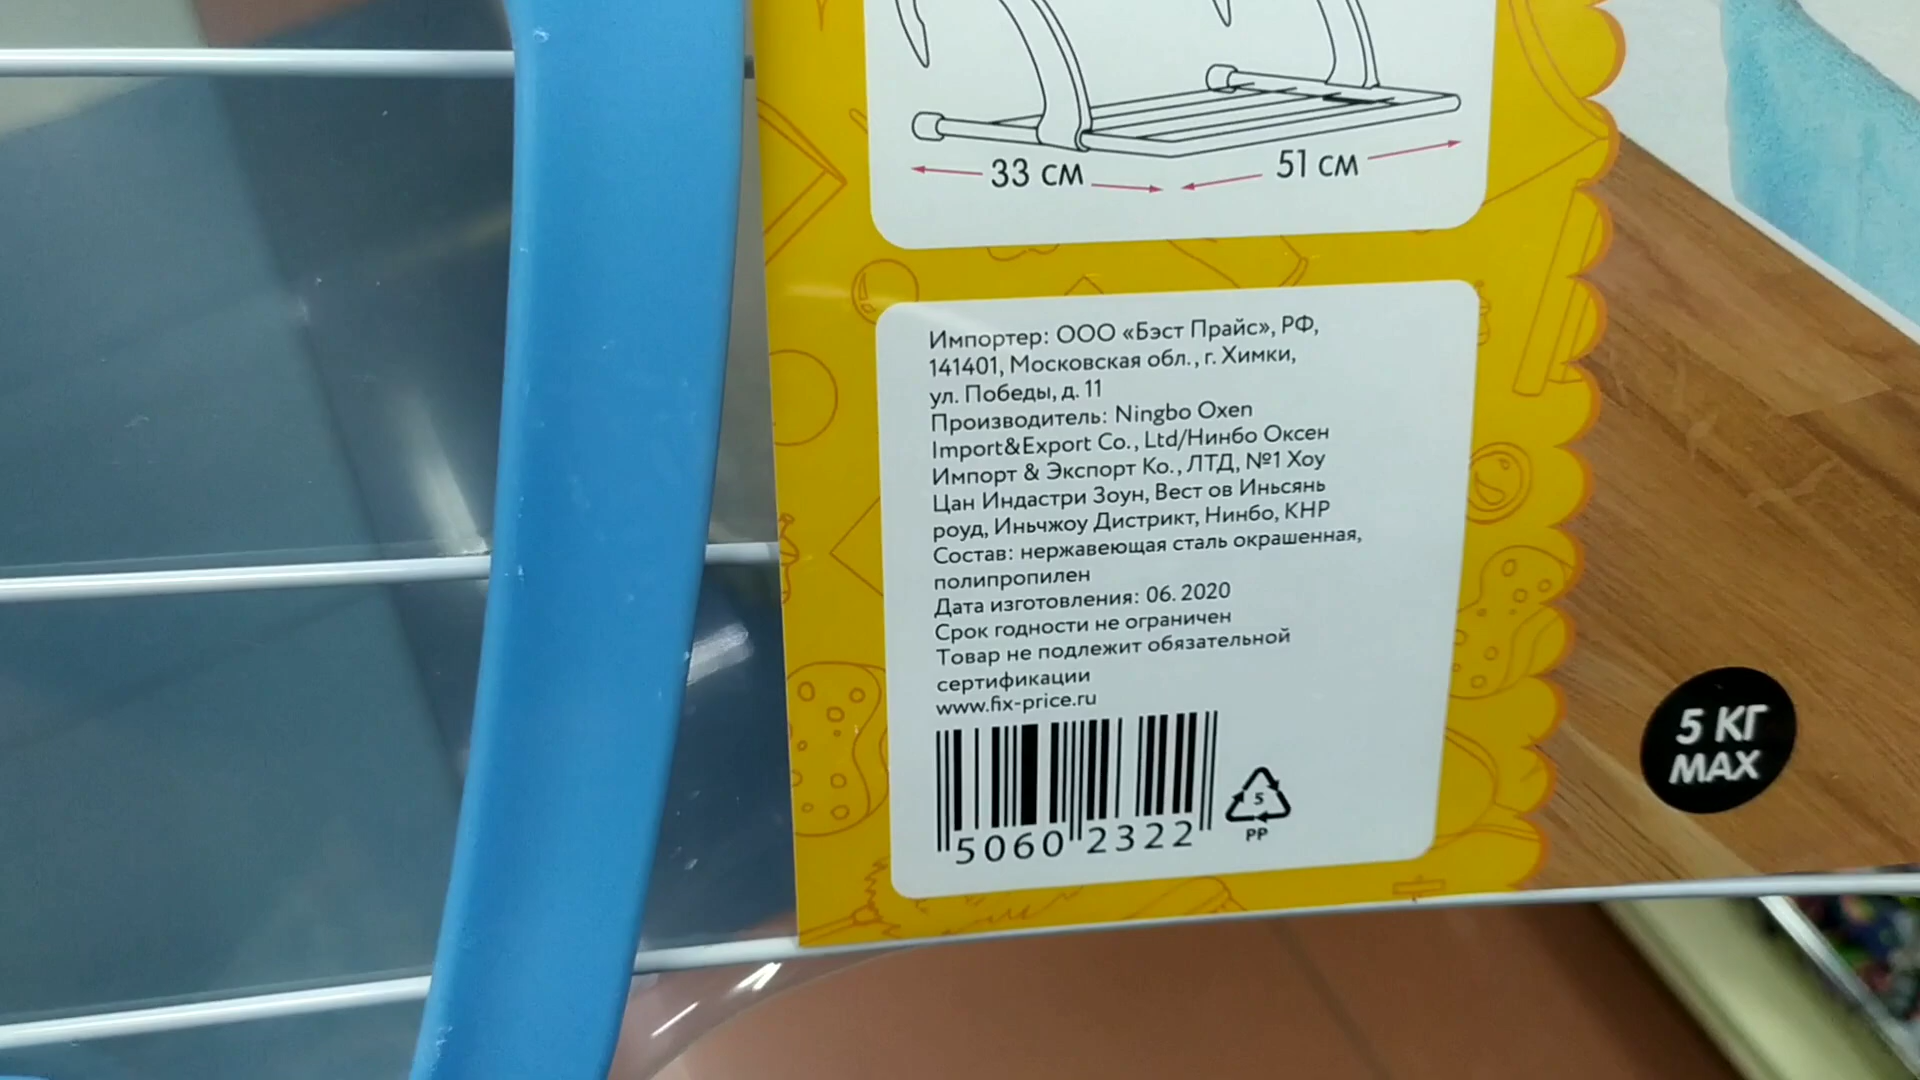 33 СМ
51 СМ
Импортер: ООО «Бэст Прайс», РФ,
141401, Московская обл., г. Химки,
ул. Победы, д. 11
Производитель: Ningbo Oxen
Import&Export Co., Ltd/Нинбо Оксен
Импорт & Экспорт Ко., ЛТД, №1 Хоу
Цан Индастри Зоун, Вест ов Иньсянь
роуд, Иньчжоу Дистрикт, Нинбо, КНР
Состав: нержавеющая сталь окрашенная,
полипропилен
Дата изготовления: 06. 2020
Срок годности не ограничен
Товар не подлежит обязательной
сертификации
www.fix-price.ru
5060 2322
5
PP
5 КГ
MAX